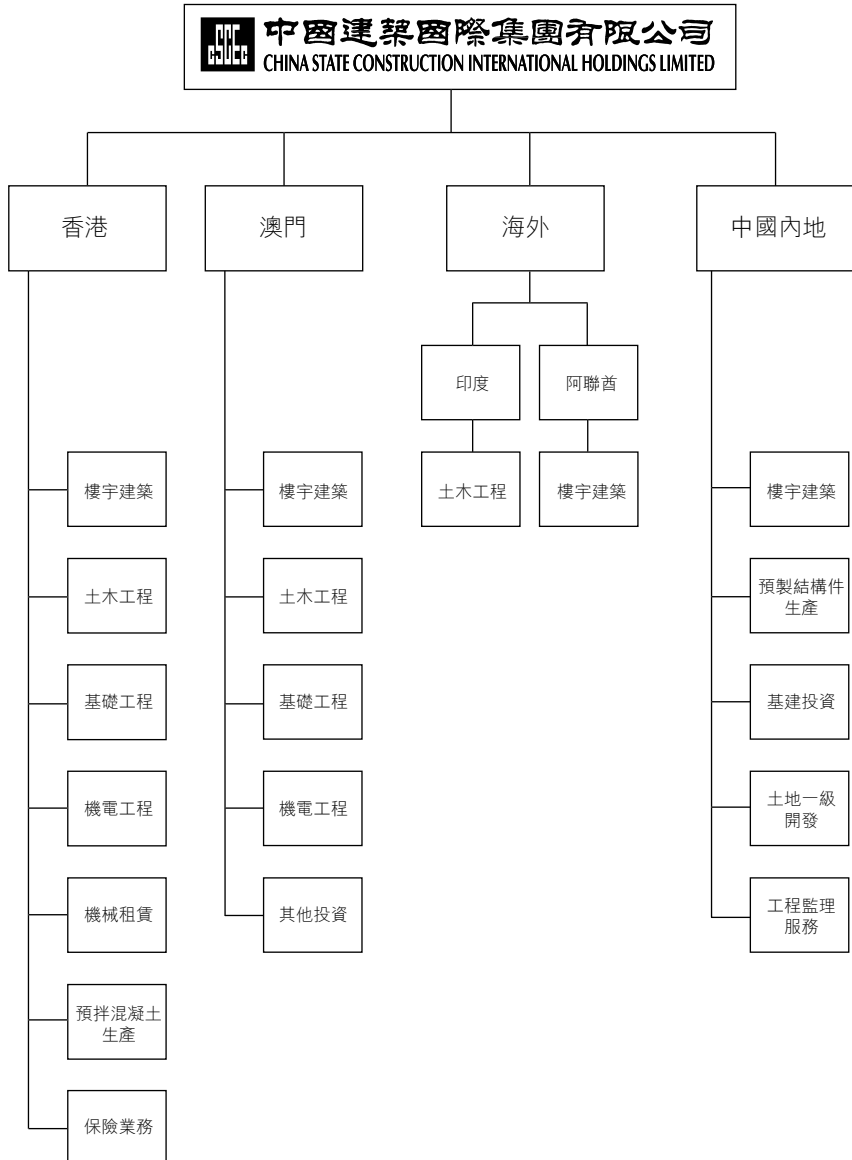 中國建築國際集團有限公司
CHINA STATE CONSTRUCTION INTERNATIONAL HOLDINGS LIMITED
香港
澳門
海外
中國內地
印度
阿聯酋
樓宇建築
樓宇建築
土木工程
樓宇建築
樓宇建築
土木工程
土木工程
預製結構件
生產
基礎工程
基礎工程
基建投資
機電工程
機電工程
土地一級
開發
機械租賃
其他投資
工程監理
服務
預拌混凝土
生產
保險業務